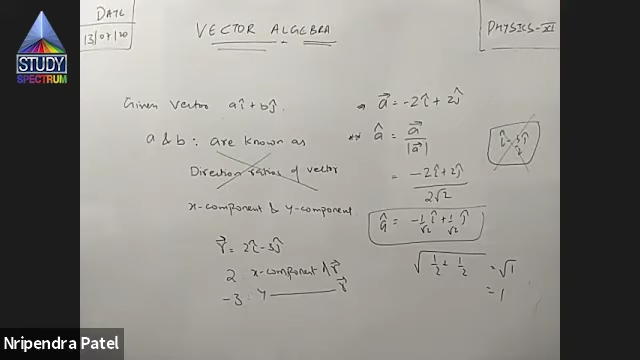 DATE
13/07/20
VECTOR ALGEBRA
PHYSICS-XI
STUDY
SPECTRUM
Given vector aî + bĵ.
a & b : are known as
Direction ratios of vector
x-component & y-component
r⃗ = 2î - 3ĵ
2 : x-component of r⃗
-3 : y ——— r⃗
a⃗ = -2î + 2ĵ
â = a⃗ / |a⃗|
= (-2î + 2ĵ) / 2√2
â = -1/√2 î + 1/√2 ĵ
√(1/2 + 1/2) = √1
= 1
Nripendra Patel